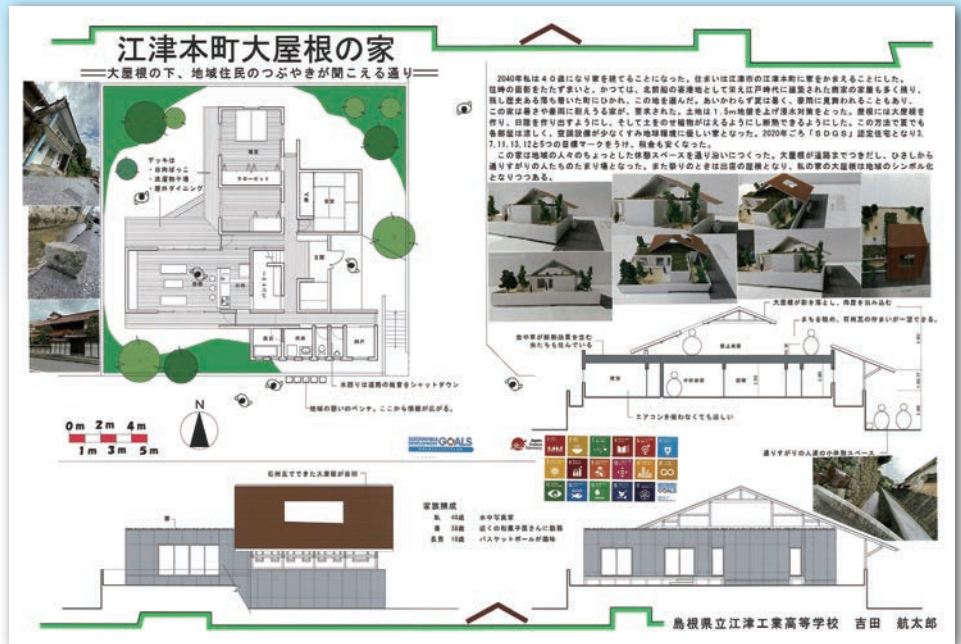 江津本町大屋根の家
大屋根の下、地域住民のつぶやきが聞こえる通り
2040年私は４０歳になり家を建てることになった。住まいは江津市の江津本町に家をかまえることにした。
往時の面影をたたずまいと、かつては、北前船の寄港地として栄え江戸時代に建築された商家の家屋も多く残り、
残し歴史ある落ち着いた町にひかれ、この地を選んだ。あいかわらず夏は暑く、豪雨に見舞われることもあり、
この家は暑さや豪雨に耐えうる家が、要求された。土地は1.5m地盤を上げ浸水対策をとった。屋根には大屋根を
作り、日陰を作り出すようにし、そして土をのせ植物がはえるように断熱できるようにした。この方法で夏でも
各部屋は涼しく、空調設備が少なくすみ地球環境に優しい家となった。2020年ごろ「SDGS」認定住宅となり3,
7,11,13,12と5つの目標マークをうけ、税金も安くなった。
この家は地域の人々のちょっとした休憩スペースを通り沿いにつくった。大屋根が道路までつきだし、ひさしから
通りすがりの人たちのたまり場となった。また祭りのときは出店の屋根となり、私の家の大屋根は地域のシンボル化
となりつつある。
デッキは
・日向ぼっこ
・洗濯物干場
・屋外ダイニング
寝室
クローゼット
玄関
水回りは道路の騒音をシャットダウン
地域の憩いのベンチ。ここから情報が広がる。
大屋根が影を落とし、角度を包み込む
まちを眺め、石州瓦の佇まいが一望できる。
虫たちも住んでいる
エアコンを使わなくても涼しい
通りすがりの人達の小休憩スペース
0m 2m 4m
1m 3m 5m
N
GOALS
石州瓦でできた大屋根が目印
家族構成
私 40歳 水中写真家
妻 38歳 近くの和菓子屋さんに勤務
長男 10歳 バスケットボールが趣味
島根県立江津工業高等学校 吉田 航太郎